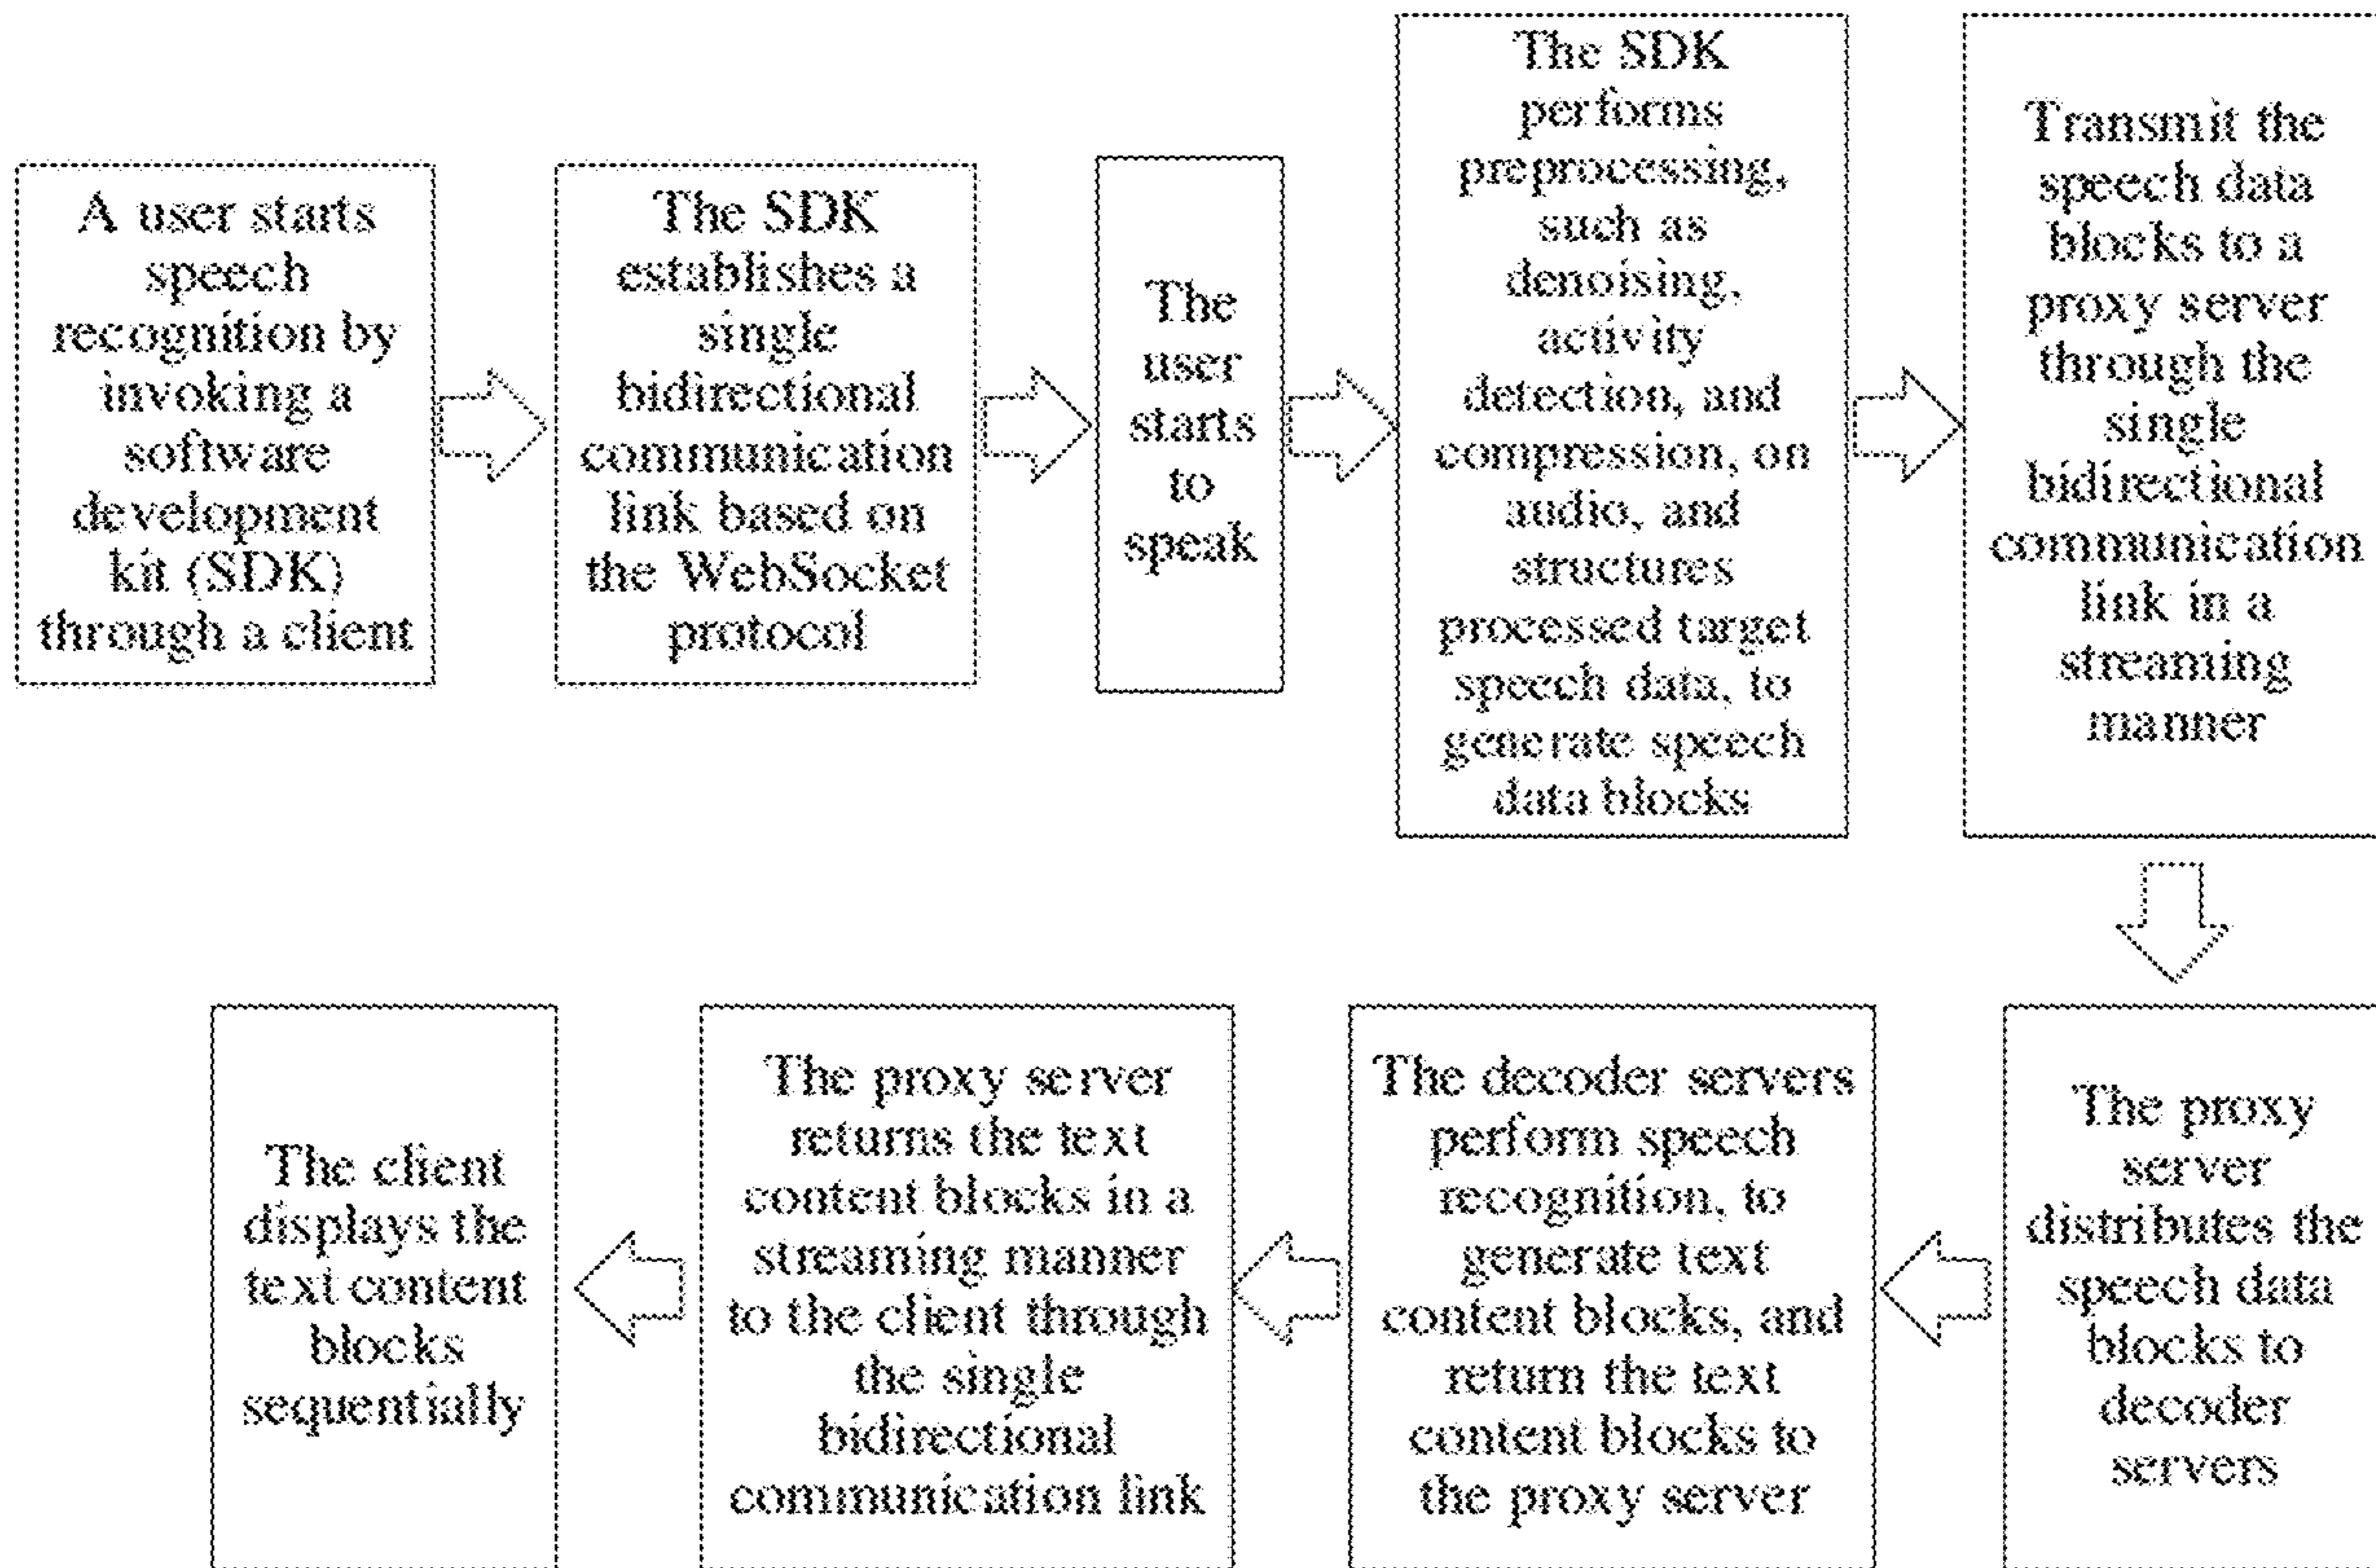 A user starts
speech
recognition by
invoking a
software
development
kit (SDK)
through a client
The SDK
establishes a
single
bidirectional
communication
link based on
the WebSocket
protocol
The
user
starts
to
speak
The SDK
performs
preprocessing,
such as
denoising,
activity
detection, and
compression, on
audio, and
structures
processed target
speech data, to
generate speech
data blocks
Transmit the
speech data
blocks to a
proxy server
through the
single
bidirectional
communication
link in a
streaming
manner
The proxy
server
distributes the
speech data
blocks to
decoder
servers
The decoder servers
perform speech
recognition, to
generate text
content blocks, and
return the text
content blocks to
the proxy server
The proxy server
returns the text
content blocks in a
streaming manner
to the client through
the single
bidirectional
communication link
The client
displays the
text content
blocks
sequentially